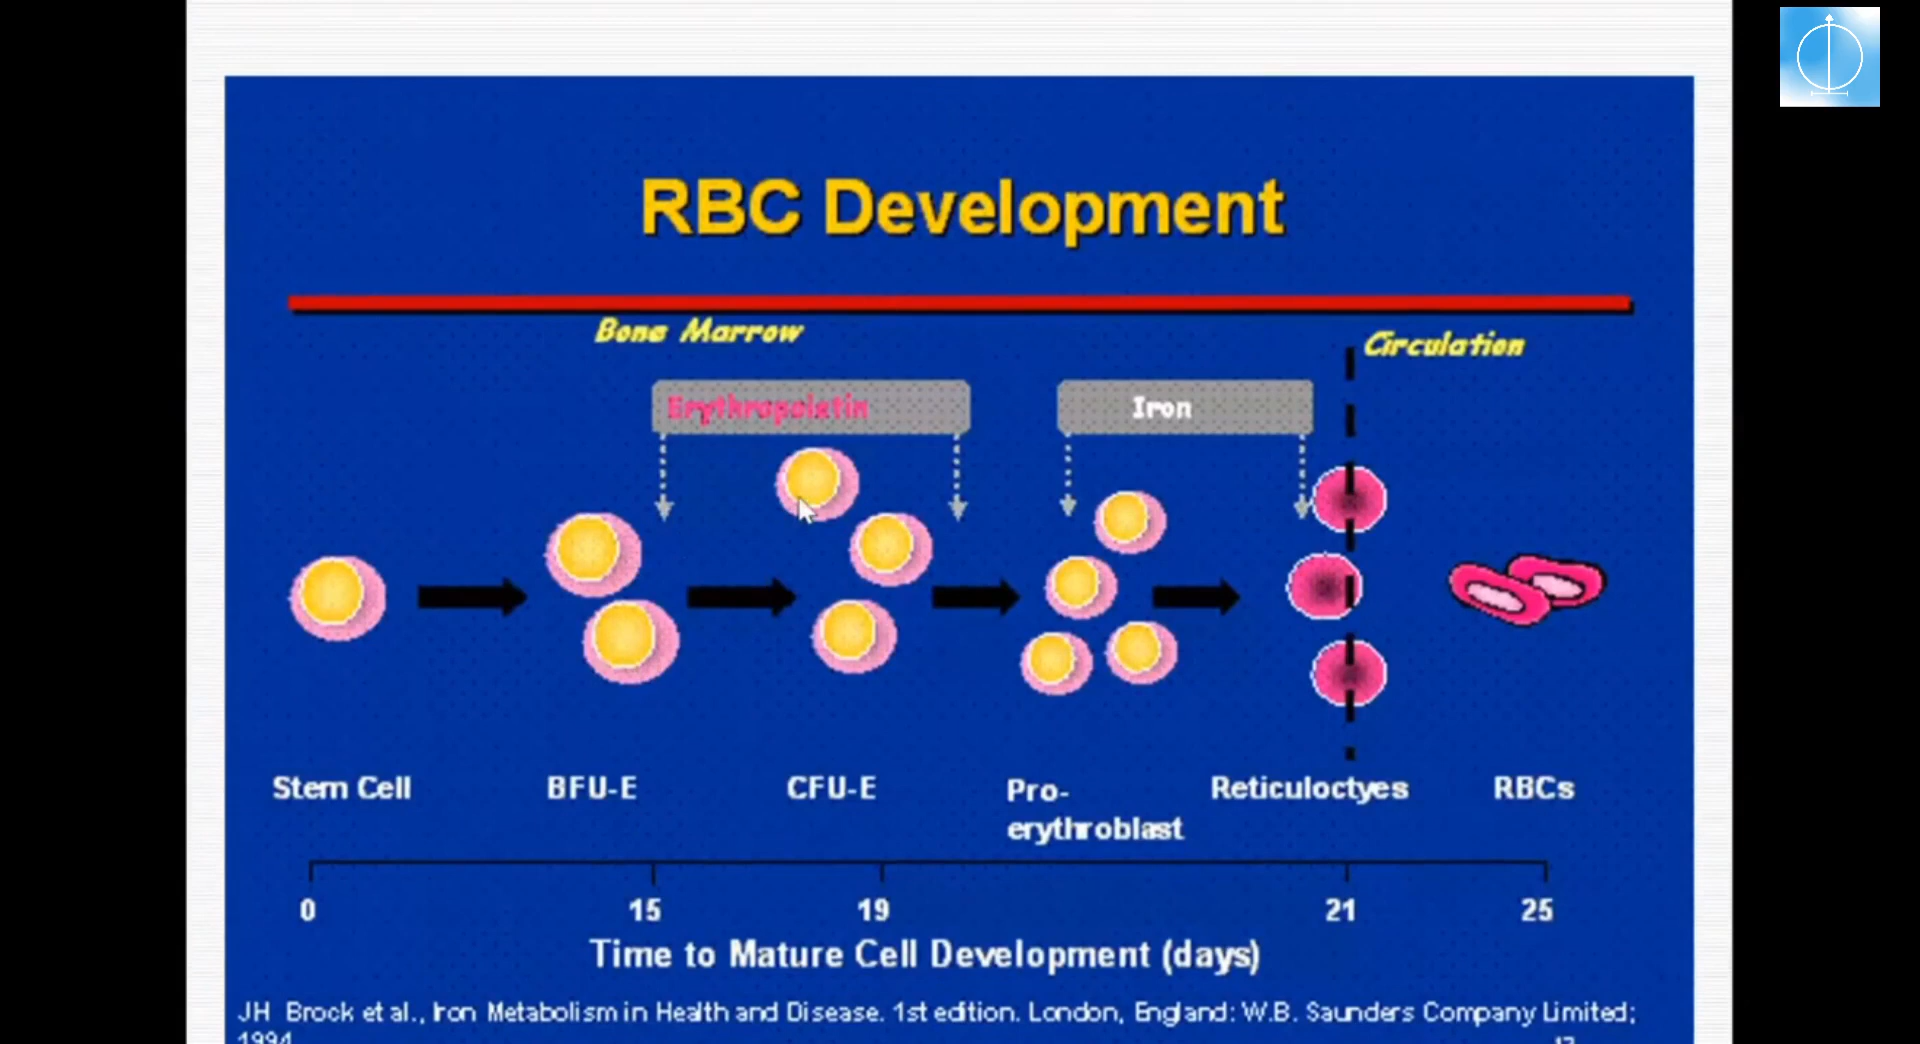 RBC Development
Bone Marrow
Circulation
Erythropoietin
Iron
Stem Cell
BFU-E
CFU-E
Pro-
erythroblast
Reticuloctyes
RBCs
0
15
19
21
25
Time to Mature Cell Development (days)
JH Brock et al., Iron Metabolism in Health and Disease. 1st edition. London, England: W.B. Saunders Company Limited;
1994